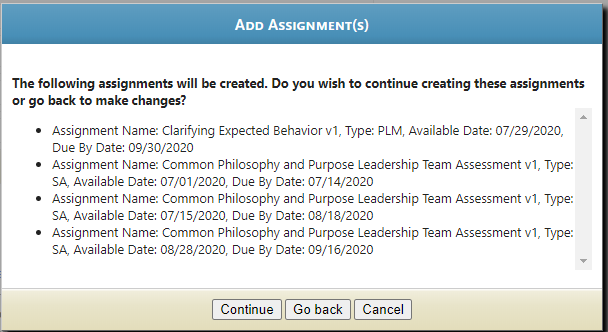 Add Assignment(s)
The following assignments will be created. Do you wish to continue creating these assignments
or go back to make changes?
• Assignment Name: Clarifying Expected Behavior v1, Type: PLM, Available Date: 07/29/2020,
Due By Date: 09/30/2020
• Assignment Name: Common Philosophy and Purpose Leadership Team Assessment v1, Type:
SA, Available Date: 07/01/2020, Due By Date: 07/14/2020
• Assignment Name: Common Philosophy and Purpose Leadership Team Assessment v1, Type:
SA, Available Date: 07/15/2020, Due By Date: 08/18/2020
• Assignment Name: Common Philosophy and Purpose Leadership Team Assessment v1, Type:
SA, Available Date: 08/28/2020, Due By Date: 09/16/2020
Continue Go back Cancel